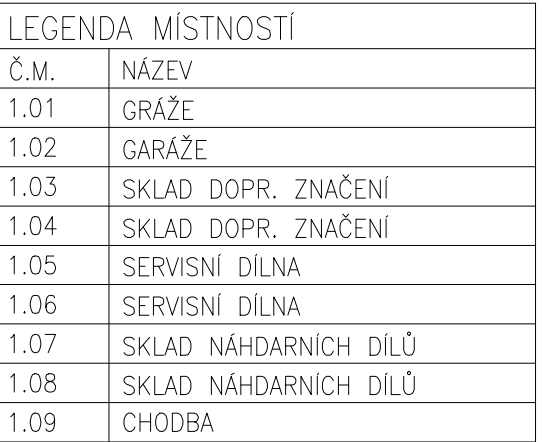 LEGENDA MÍSTNOSTÍ
Č.M. NÁZEV
1.01 GRÁŽE
1.02 GARÁŽE
1.03 SKLAD DOPR. ZNAČENÍ
1.04 SKLAD DOPR. ZNAČENÍ
1.05 SERVISNÍ DÍLNA
1.06 SERVISNÍ DÍLNA
1.07 SKLAD NÁHDARNÍCH DÍLŮ
1.08 SKLAD NÁHDARNÍCH DÍLŮ
1.09 CHODBA